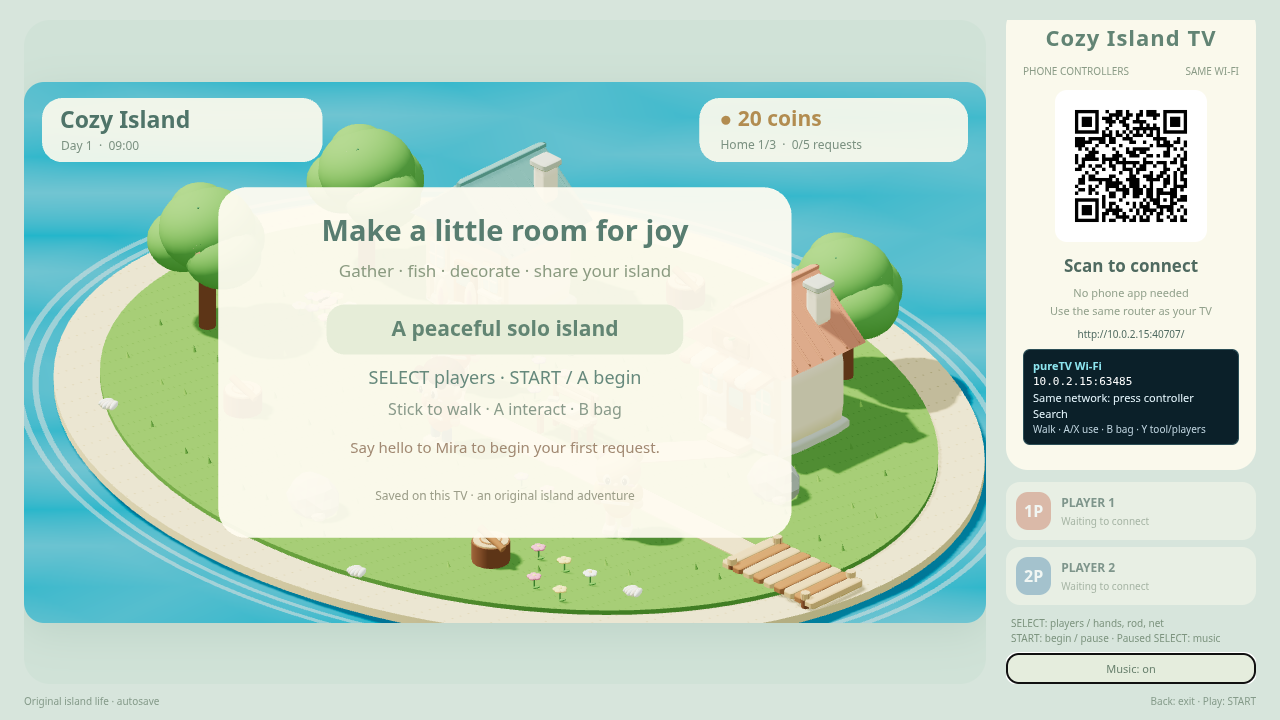 Cozy Island
Day 1 · 09:00
● 20 coins
Home 1/3 · 0/5 requests
Make a little room for joy
Gather · fish · decorate · share your island
A peaceful solo island
SELECT players · START / A begin
Stick to walk · A interact · B bag
Say hello to Mira to begin your first request.
Saved on this TV · an original island adventure
Cozy Island TV
PHONE CONTROLLERS SAME WI-FI
Scan to connect
No phone app needed
Use the same router as your TV
http://10.0.2.15:40707/
pureTV Wi-Fi
10.0.2.15:63485
Same network: press controller
Search
Walk · A/X use · B bag · Y tool/players
1P PLAYER 1
Waiting to connect
2P PLAYER 2
Waiting to connect
SELECT: players / hands, rod, net
START: begin / pause · Paused SELECT: music
Music: on
Original island life · autosave
Back: exit · Play: START